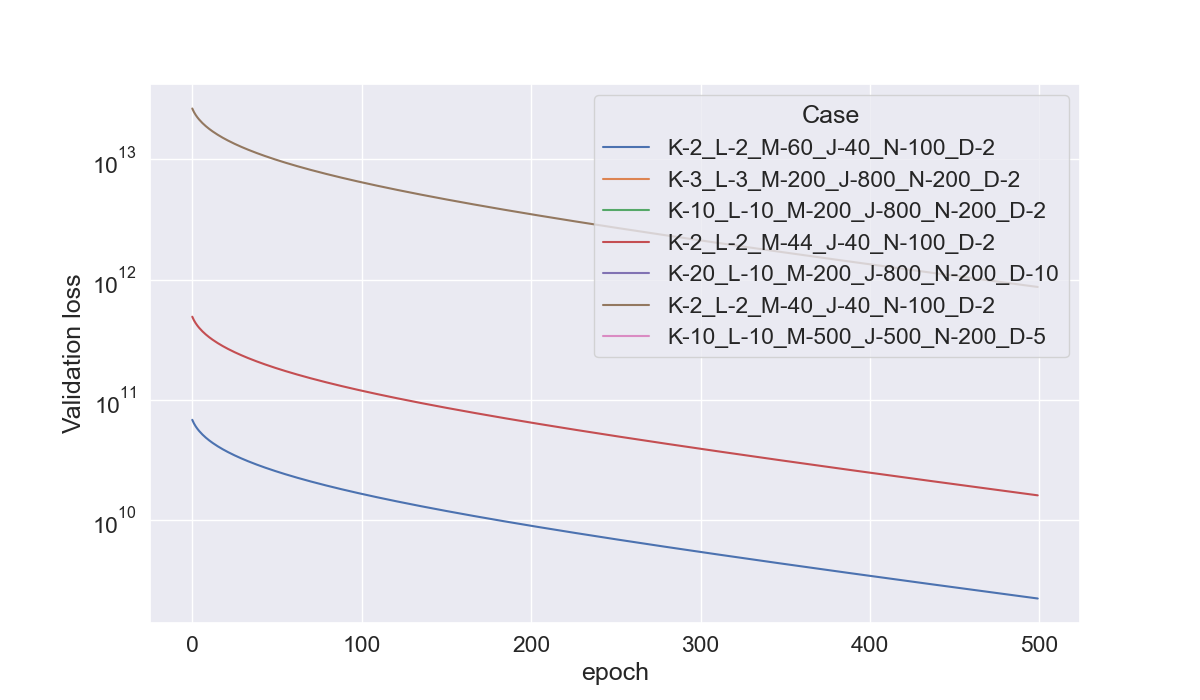 Case
K-2_L-2_M-60_J-40_N-100_D-2
K-3_L-3_M-200_J-800_N-200_D-2
K-10_L-10_M-200_J-800_N-200_D-2
K-2_L-2_M-44_J-40_N-100_D-2
K-20_L-10_M-200_J-800_N-200_D-10
K-2_L-2_M-40_J-40_N-100_D-2
K-10_L-10_M-500_J-500_N-200_D-5
Validation loss
10^13
10^12
10^11
10^10
0 100 200 300 400 500
epoch